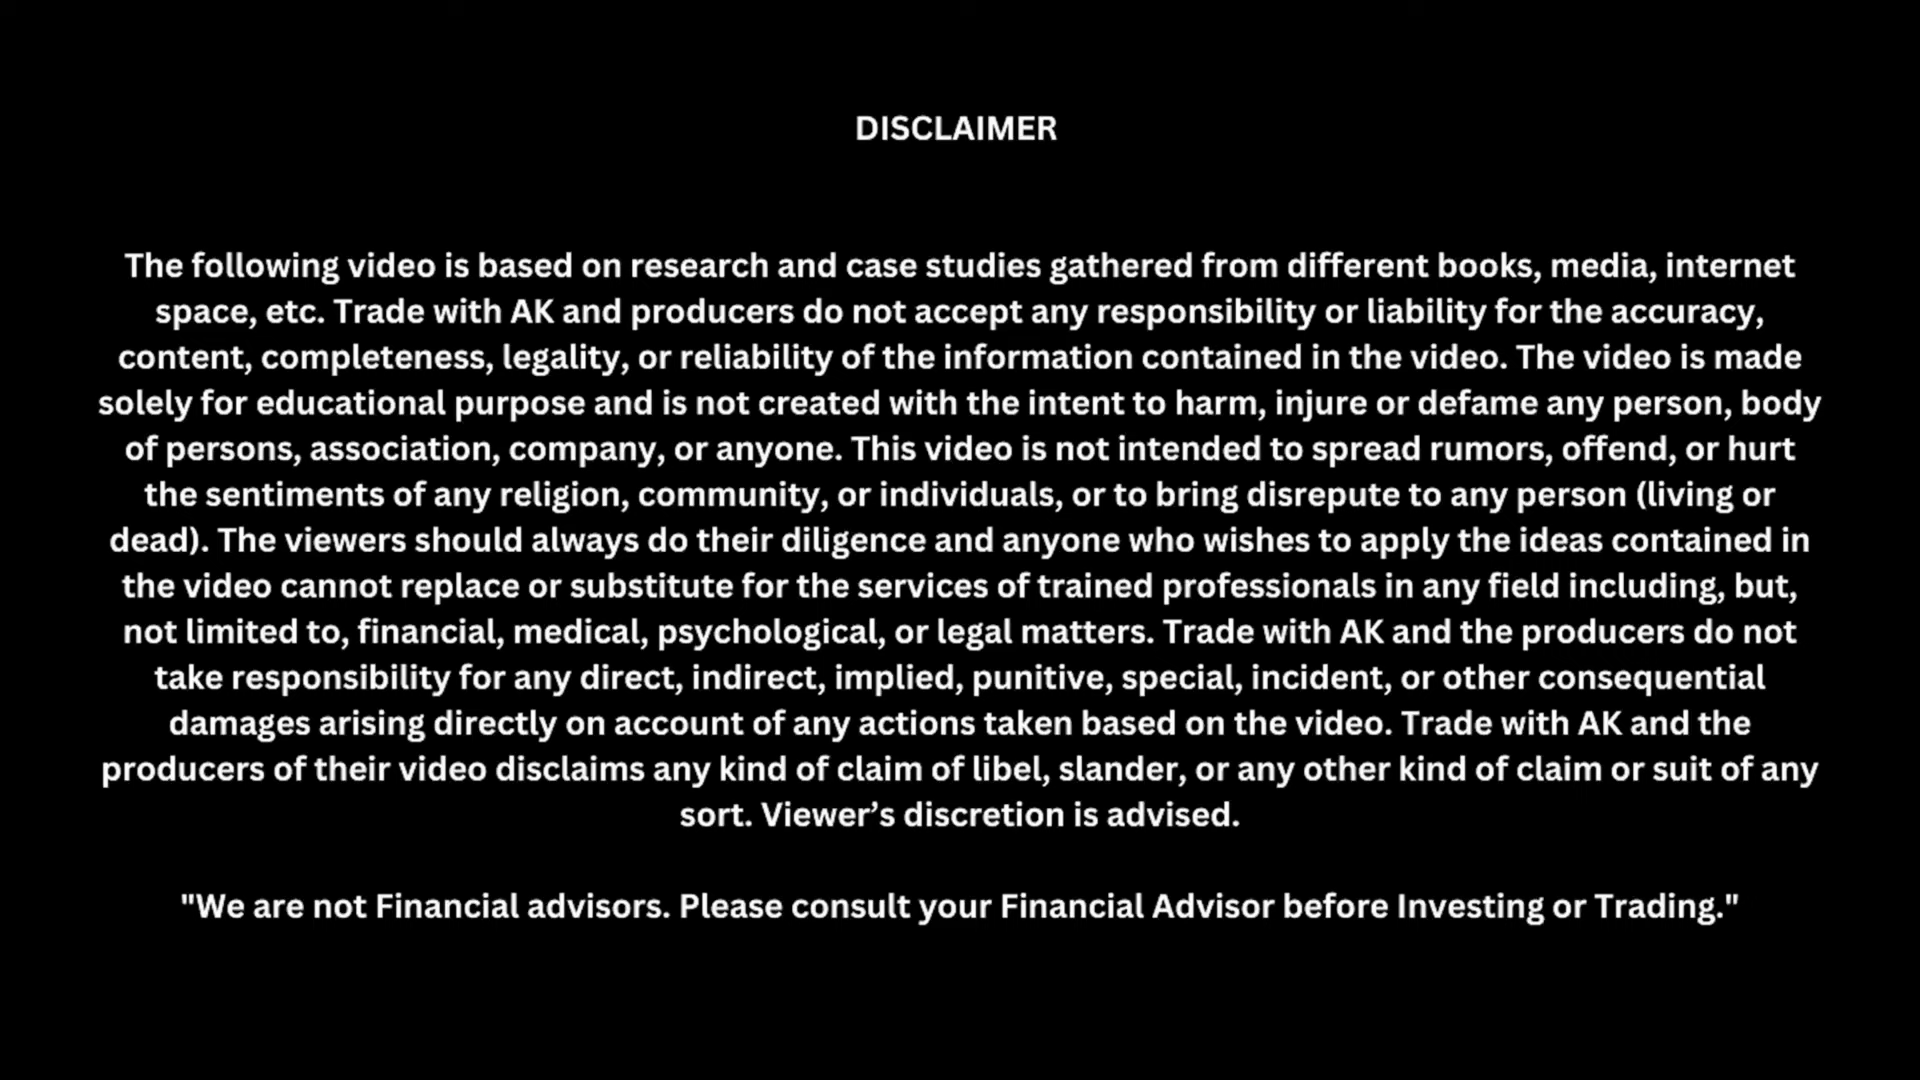 DISCLAIMER
The following video is based on research and case studies gathered from different books, media, internet
space, etc. Trade with AK and producers do not accept any responsibility or liability for the accuracy,
content, completeness, legality, or reliability of the information contained in the video. The video is made
solely for educational purpose and is not created with the intent to harm, injure or defame any person, body
of persons, association, company, or anyone. This video is not intended to spread rumors, offend, or hurt
the sentiments of any religion, community, or individuals, or to bring disrepute to any person (living or
dead). The viewers should always do their diligence and anyone who wishes to apply the ideas contained in
the video cannot replace or substitute for the services of trained professionals in any field including, but,
not limited to, financial, medical, psychological, or legal matters. Trade with AK and the producers do not
take responsibility for any direct, indirect, implied, punitive, special, incident, or other consequential
damages arising directly on account of any actions taken based on the video. Trade with AK and the
producers of their video disclaims any kind of claim of libel, slander, or any other kind of claim or suit of any
sort. Viewer’s discretion is advised.
"We are not Financial advisors. Please consult your Financial Advisor before Investing or Trading."